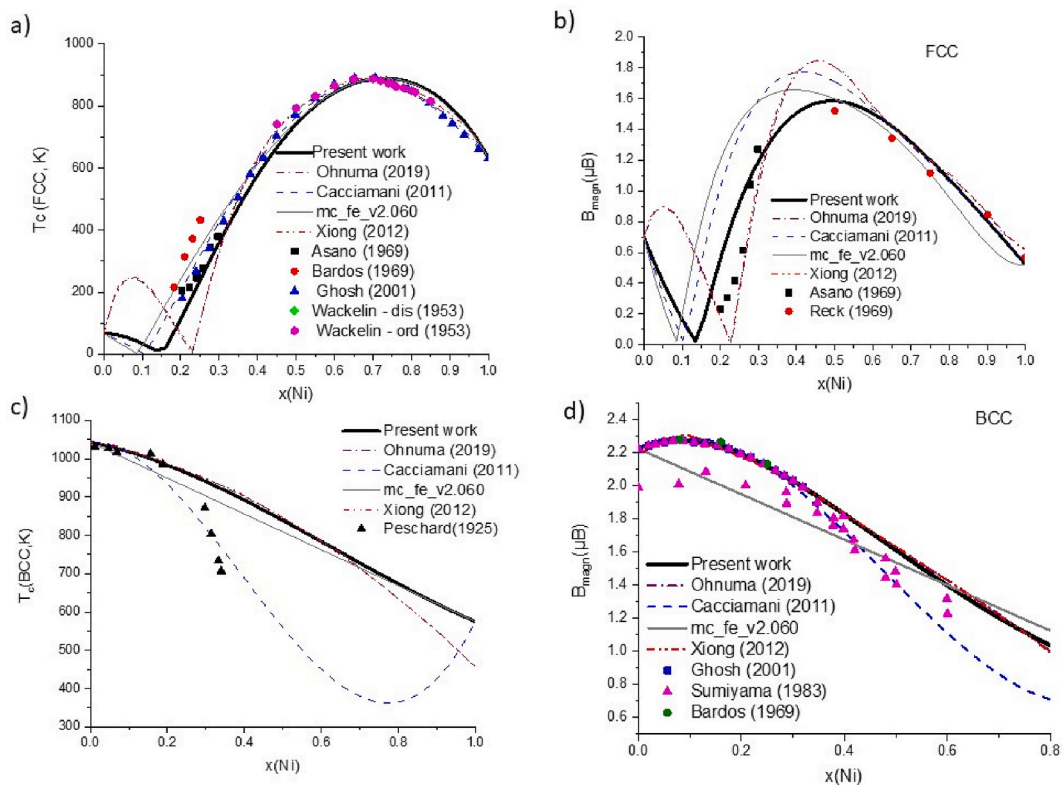 a)
1000
800
600
400
200
0
Tc (FCC, K)
Present work
Ohnuma (2019)
Cacciamani (2011)
mc_fe_v2.060
Xiong (2012)
Asano (1969)
Bardos (1969)
Ghosh (2001)
Wackelin - dis (1953)
Wackelin - ord (1953)
0.0 0.1 0.2 0.3 0.4 0.5 0.6 0.7 0.8 0.9 1.0
x(Ni)
b)
FCC
2.0
1.8
1.6
1.4
1.2
1.0
0.8
0.6
0.4
0.2
0.0
B_magn(μB)
Present work
Ohnuma (2019)
Cacciamani (2011)
mc_fe_v2.060
Xiong (2012)
Asano (1969)
Reck (1969)
0.0 0.1 0.2 0.3 0.4 0.5 0.6 0.7 0.8 0.9 1.0
x(Ni)
c)
1100
1000
900
800
700
600
500
400
300
T_c(BCC,K)
Present work
Ohnuma (2019)
Cacciamani (2011)
mc_fe_v2.060
Xiong (2012)
Peschard(1925)
0.0 0.2 0.4 0.6 0.8 1.0
x(Ni)
d)
BCC
2.4
2.2
2.0
1.8
1.6
1.4
1.2
1.0
0.8
0.6
B_magn(μB)
Present work
Ohnuma (2019)
Cacciamani (2011)
mc_fe_v2.060
Xiong (2012)
Ghosh (2001)
Sumiyama (1983)
Bardos (1969)
0.0 0.2 0.4 0.6 0.8
x(Ni)